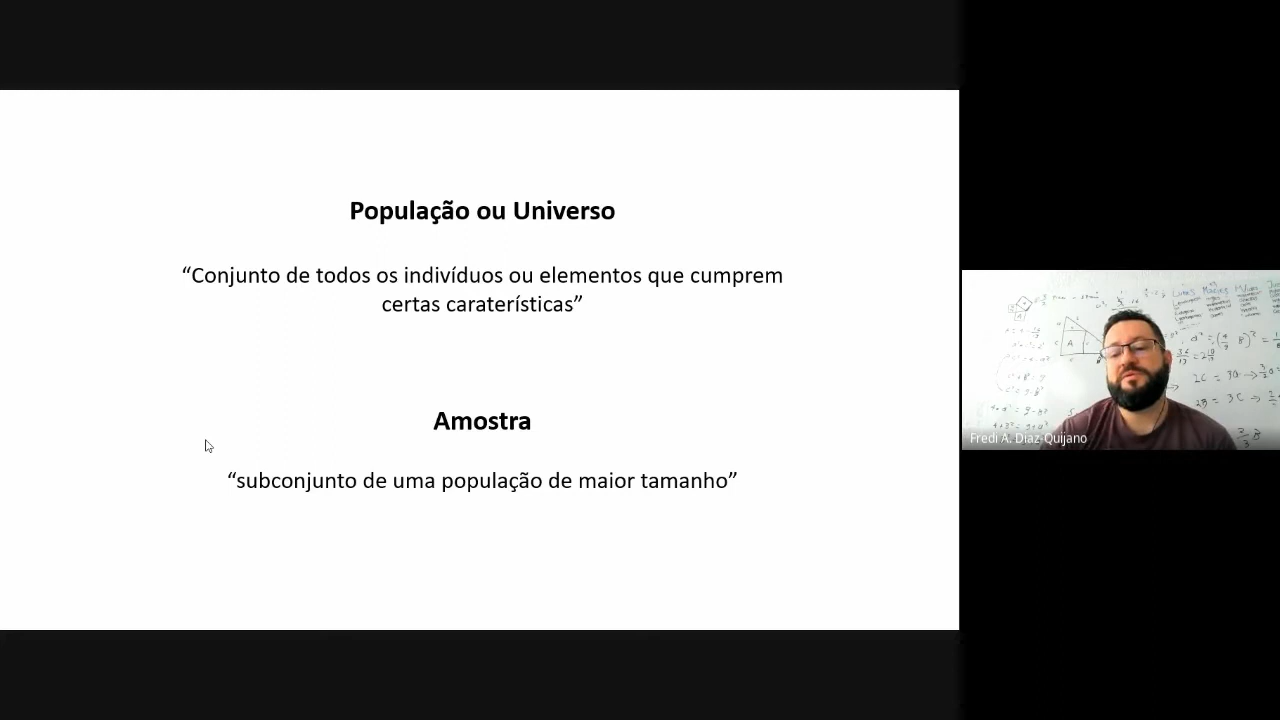 População ou Universo
“Conjunto de todos os indivíduos ou elementos que cumprem
certas caraterísticas”
Amostra
“subconjunto de uma população de maior tamanho”
Fredi A. Diaz-Quijano